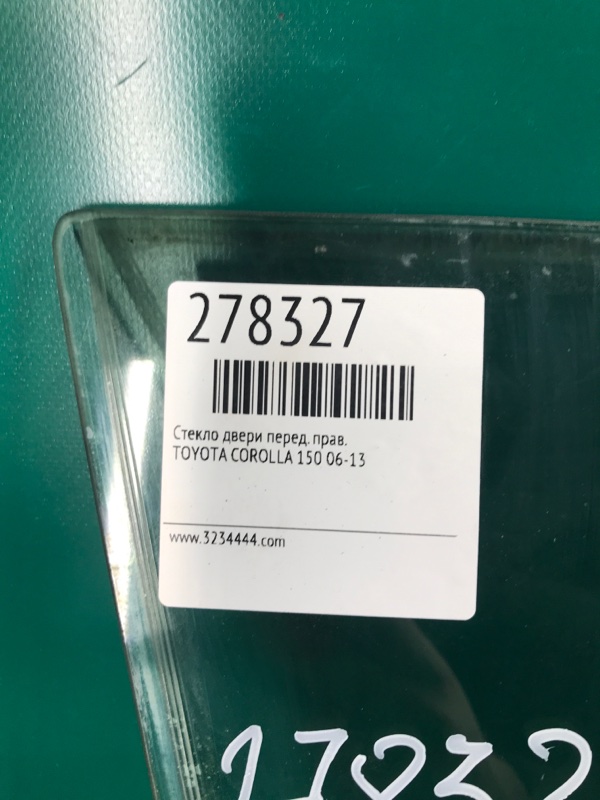 278327
Стекло двери перед. прав.
TOYOTA COROLLA 150 06-13
www.3234444.com